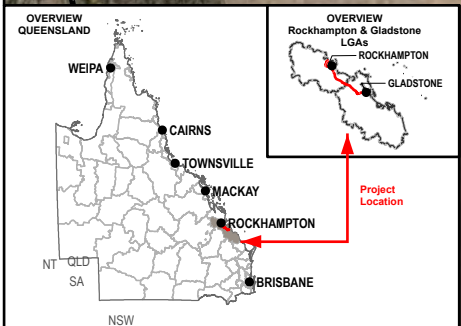 OVERVIEW
QUEENSLAND
WEIPA
CAIRNS
TOWNSVILLE
MACKAY
ROCKHAMPTON
BRISBANE
NT
QLD
SA
NSW
OVERVIEW
Rockhampton & Gladstone
LGAs
ROCKHAMPTON
GLADSTONE
Project
Location